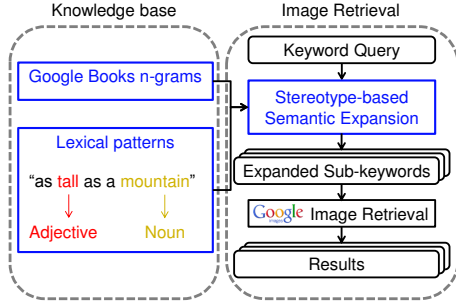 Knowledge base
Google Books n-grams
Lexical patterns
“as tall as a mountain”
Adjective Noun
Image Retrieval
Keyword Query
Stereotype-based
Semantic Expansion
Expanded Sub-keywords
Google Image Retrieval
Results